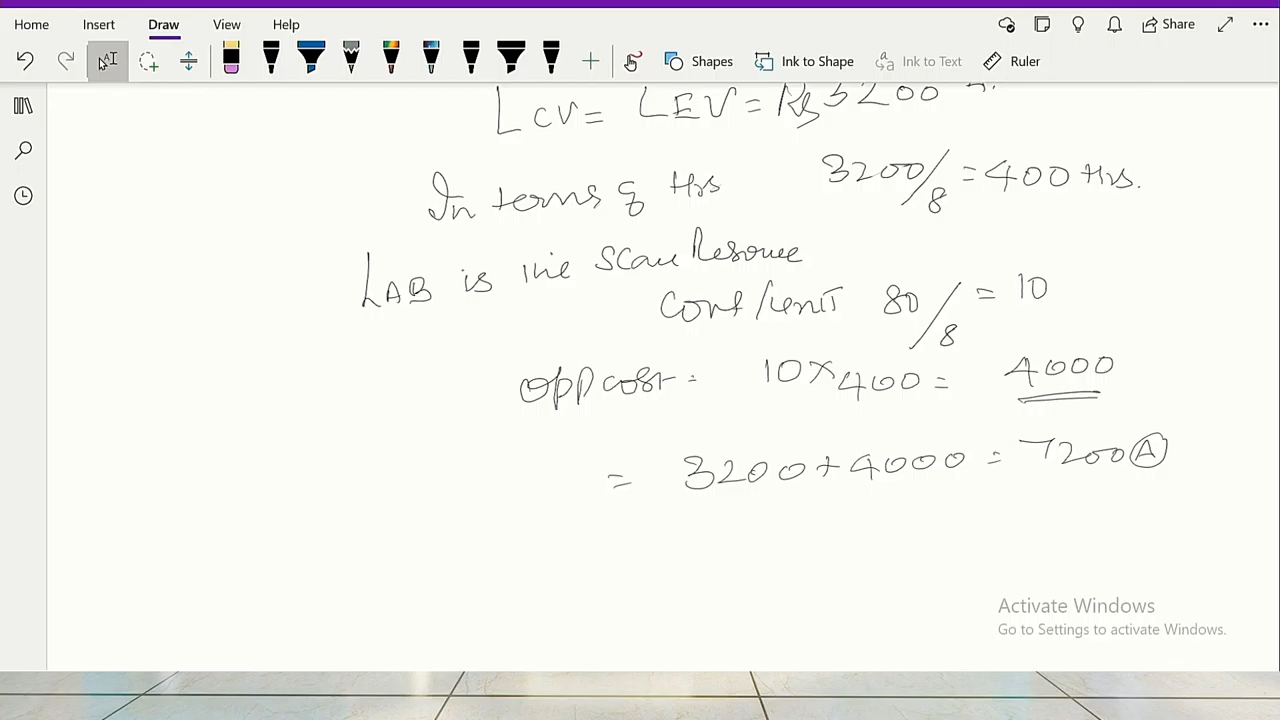 Home Insert Draw View Help Share
Shapes Ink to Shape Ink to Text Ruler
LCV = LEV = Rs 3200 A.
In terms of Hrs 3200/8 = 400 Hrs.
LAB is the Scare Resource
Cont/unit 80/8 = 10
opp cost = 10 x 400 = 4000
= 3200 + 4000 = 7200 (A)
Activate Windows
Go to Settings to activate Windows.